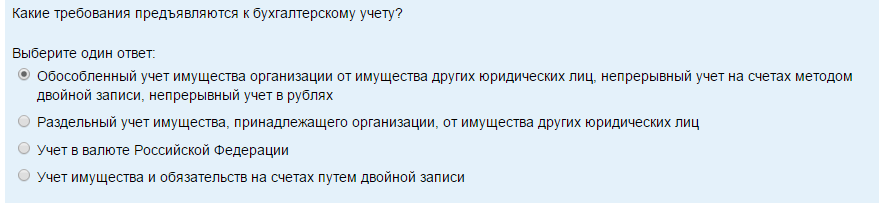 Какие требования предъявляются к бухгалтерскому учету?
Выберите один ответ:
Обособленный учет имущества организации от имущества других юридических лиц, непрерывный учет на счетах методом
двойной записи, непрерывный учет в рублях
Раздельный учет имущества, принадлежащего организации, от имущества других юридических лиц
Учет в валюте Российской Федерации
Учет имущества и обязательств на счетах путем двойной записи